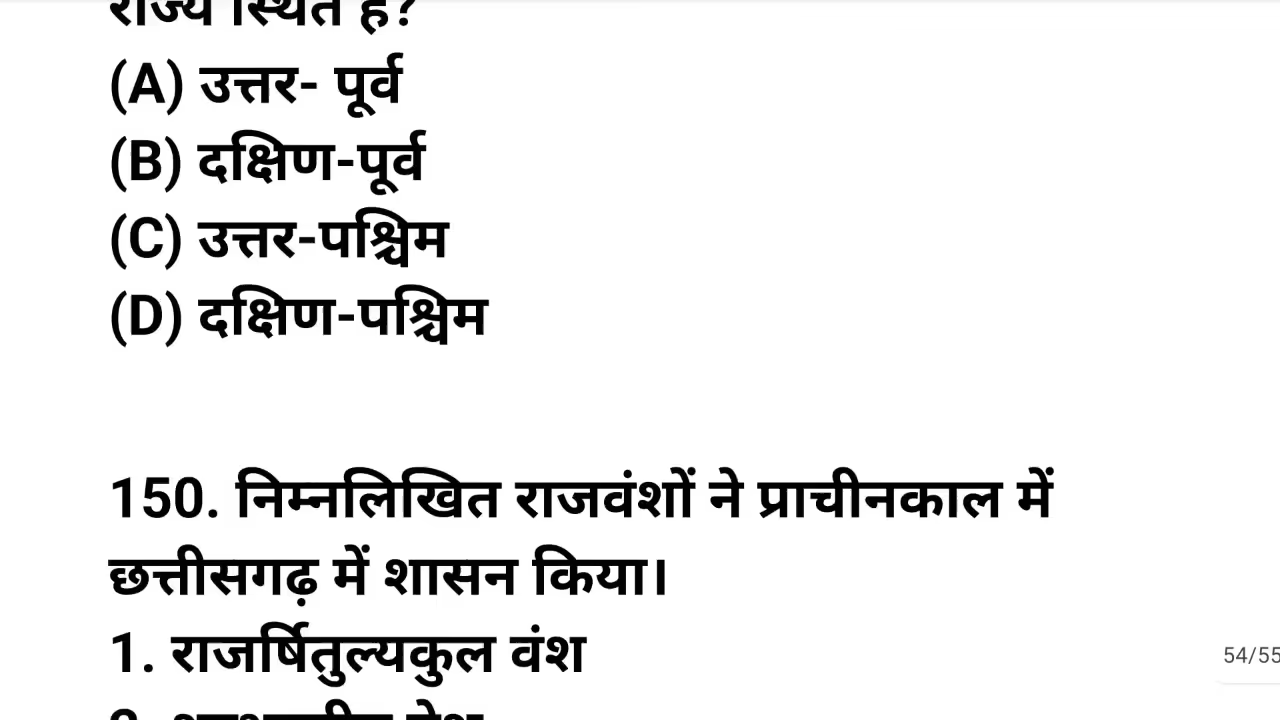 राज्य स्थित है?
(A) उत्तर- पूर्व
(B) दक्षिण-पूर्व
(C) उत्तर-पश्चिम
(D) दक्षिण-पश्चिम
150. निम्नलिखित राजवंशों ने प्राचीनकाल में
छत्तीसगढ़ में शासन किया।
1. राजर्षितुल्यकुल वंश
54/55